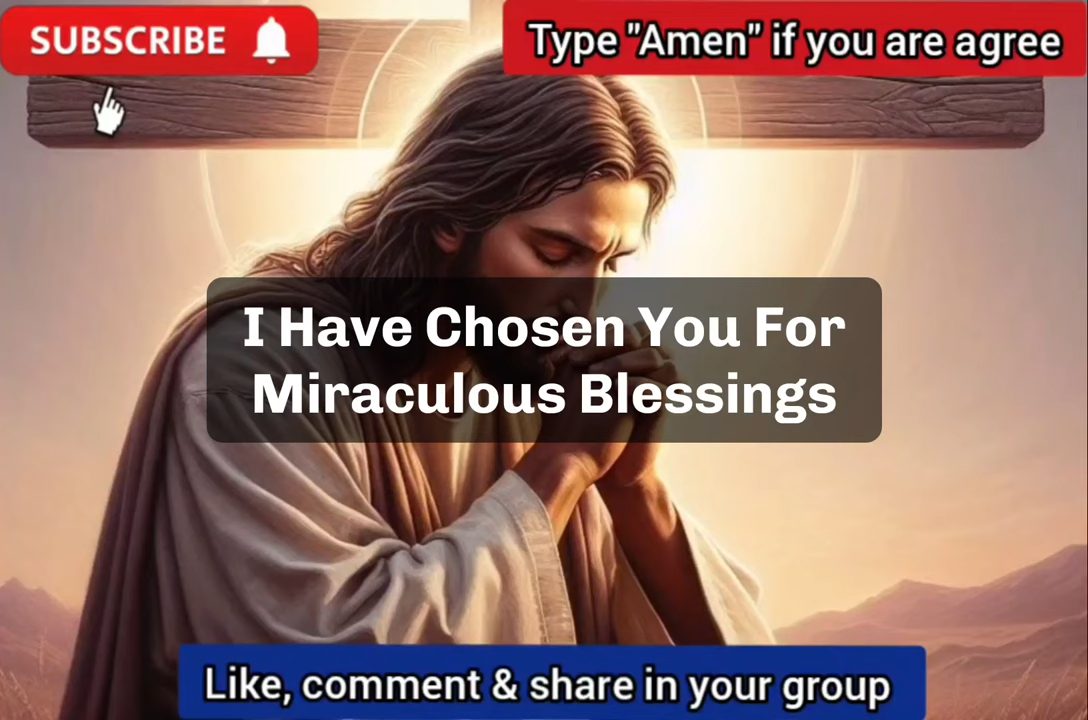 SUBSCRIBE
Type "Amen" if you are agree
I Have Chosen You For
Miraculous Blessings
Like, comment & share in your group